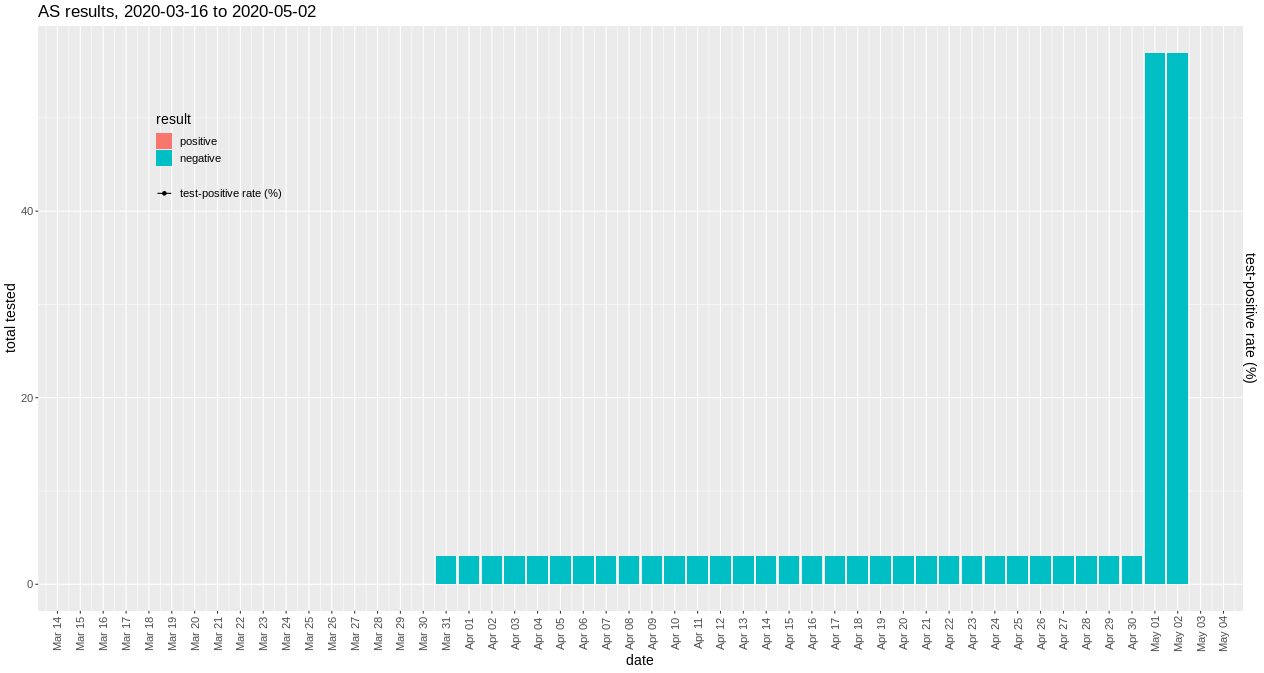 AS results, 2020-03-16 to 2020-05-02
result
positive
negative
test-positive rate (%)
total tested
40
20
0
test-positive rate (%)
Mar 14
Mar 15
Mar 16
Mar 17
Mar 18
Mar 19
Mar 20
Mar 21
Mar 22
Mar 23
Mar 24
Mar 25
Mar 26
Mar 27
Mar 28
Mar 29
Mar 30
Mar 31
Apr 01
Apr 02
Apr 03
Apr 04
Apr 05
Apr 06
Apr 07
Apr 08
Apr 09
Apr 10
Apr 11
Apr 12
Apr 13
Apr 14
Apr 15
Apr 16
Apr 17
Apr 18
Apr 19
Apr 20
Apr 21
Apr 22
Apr 23
Apr 24
Apr 25
Apr 26
Apr 27
Apr 28
Apr 29
Apr 30
May 01
May 02
May 03
May 04
date